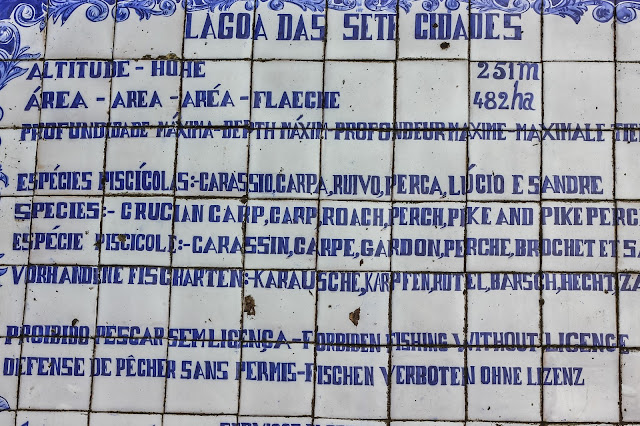 LAGOA DAS SETE CIDADES
ALTITUDE - HÖHE 251m
ÁREA - AREA - ARÉA - FLAECHE 482ha
PROFUNDIDADE MÁXIMA-DEPTH MÁXIM-PROFONDEUR MAXIME-MAXIMALE
ESPÉCIES PISCÍCOLAS:-CARASSIO,CARPA,RUIVO,PERCA,LÚCIO E SANDRE
SPECIES:- CRUCIAN CARP,CARP,ROACH,PERCH,PIKE AND PIKE PERC
ESPÉCIE PISCICOLE:-CARASSIN,CARPE,GARDON,PERCHE,BROCHET ET
VORHANDEHE FISCHARTEN:-KARAUSCHE,KARPFEN,ROTEL,BARSCH,HECHT
PROIBIDO PESCAR SEM LICENÇA-FORBIDEN FISHING WITHOUT LICENCE
DEFENSE DE PÊCHER SANS PERMIS-FISCHEN VERBOTEN OHNE LIZENZ